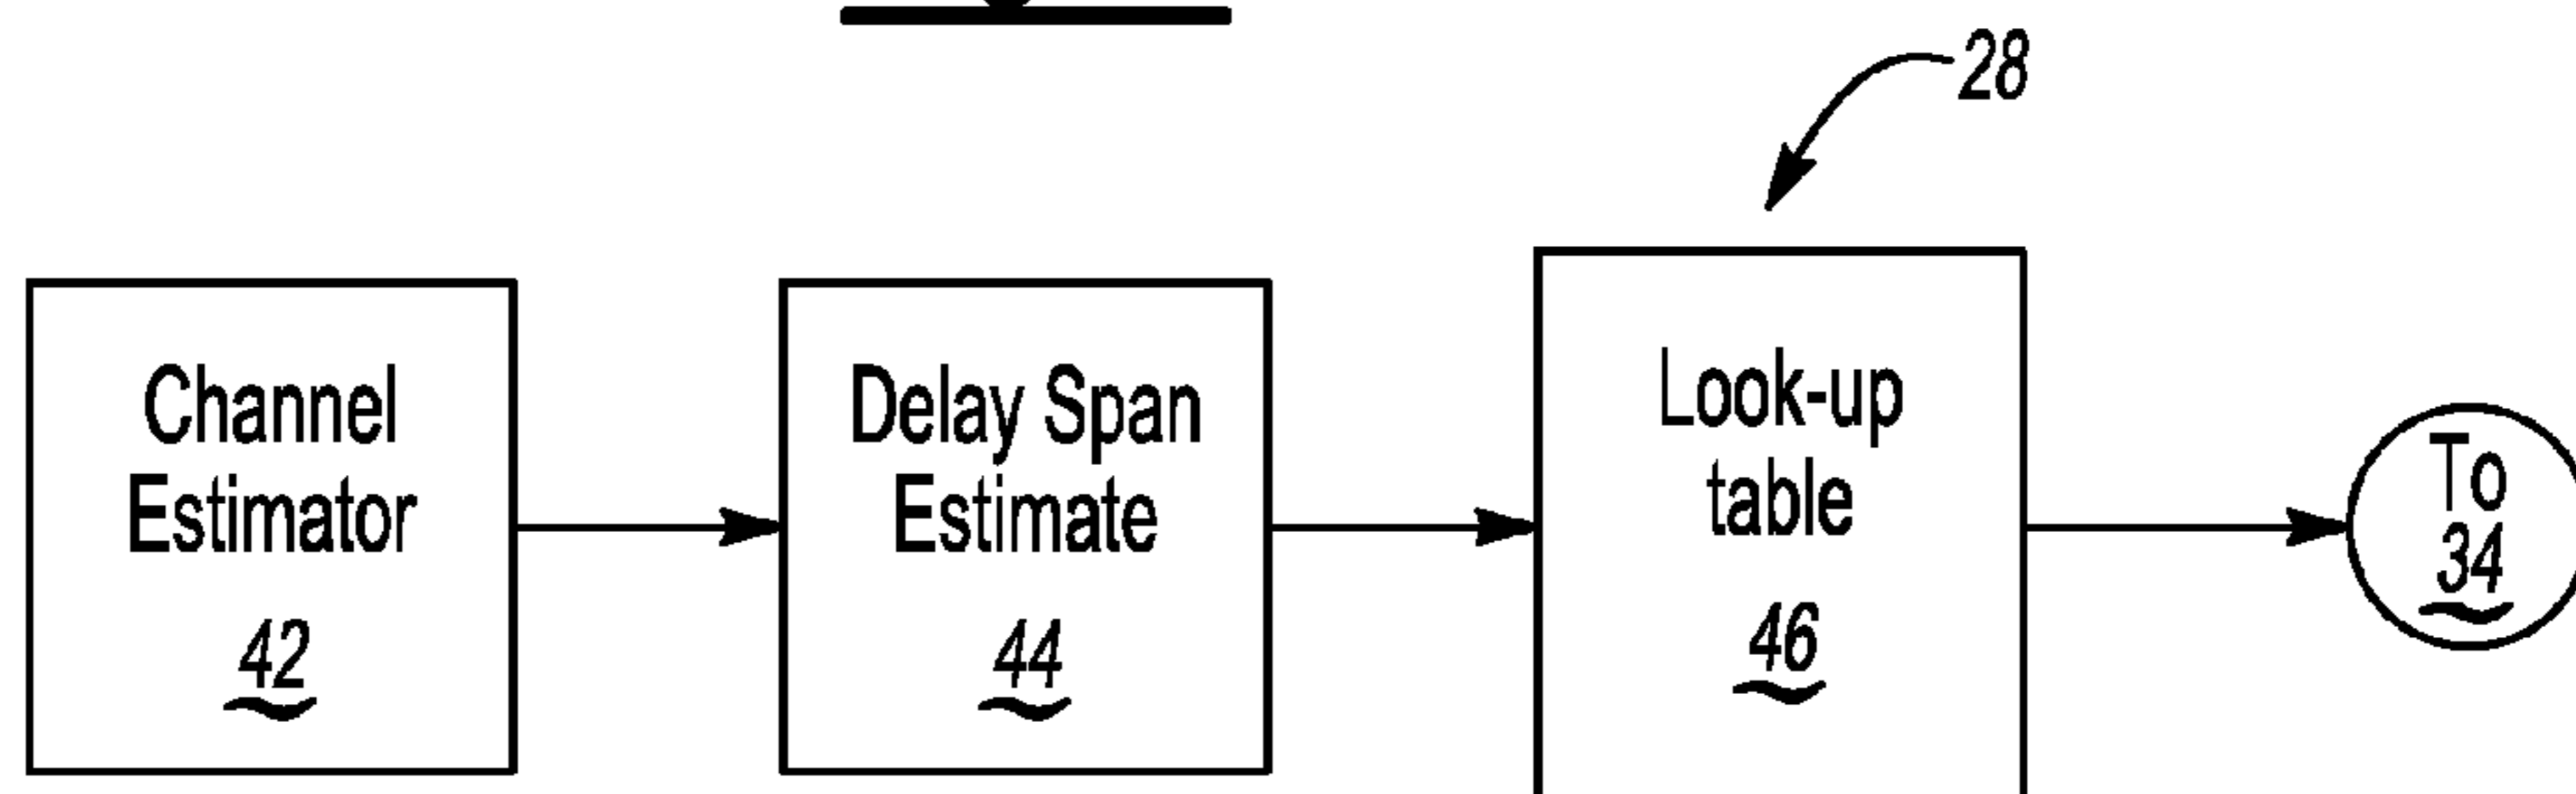 28
Channel
Estimator
42
Delay Span
Estimate
44
Look-up
table
46
To
34